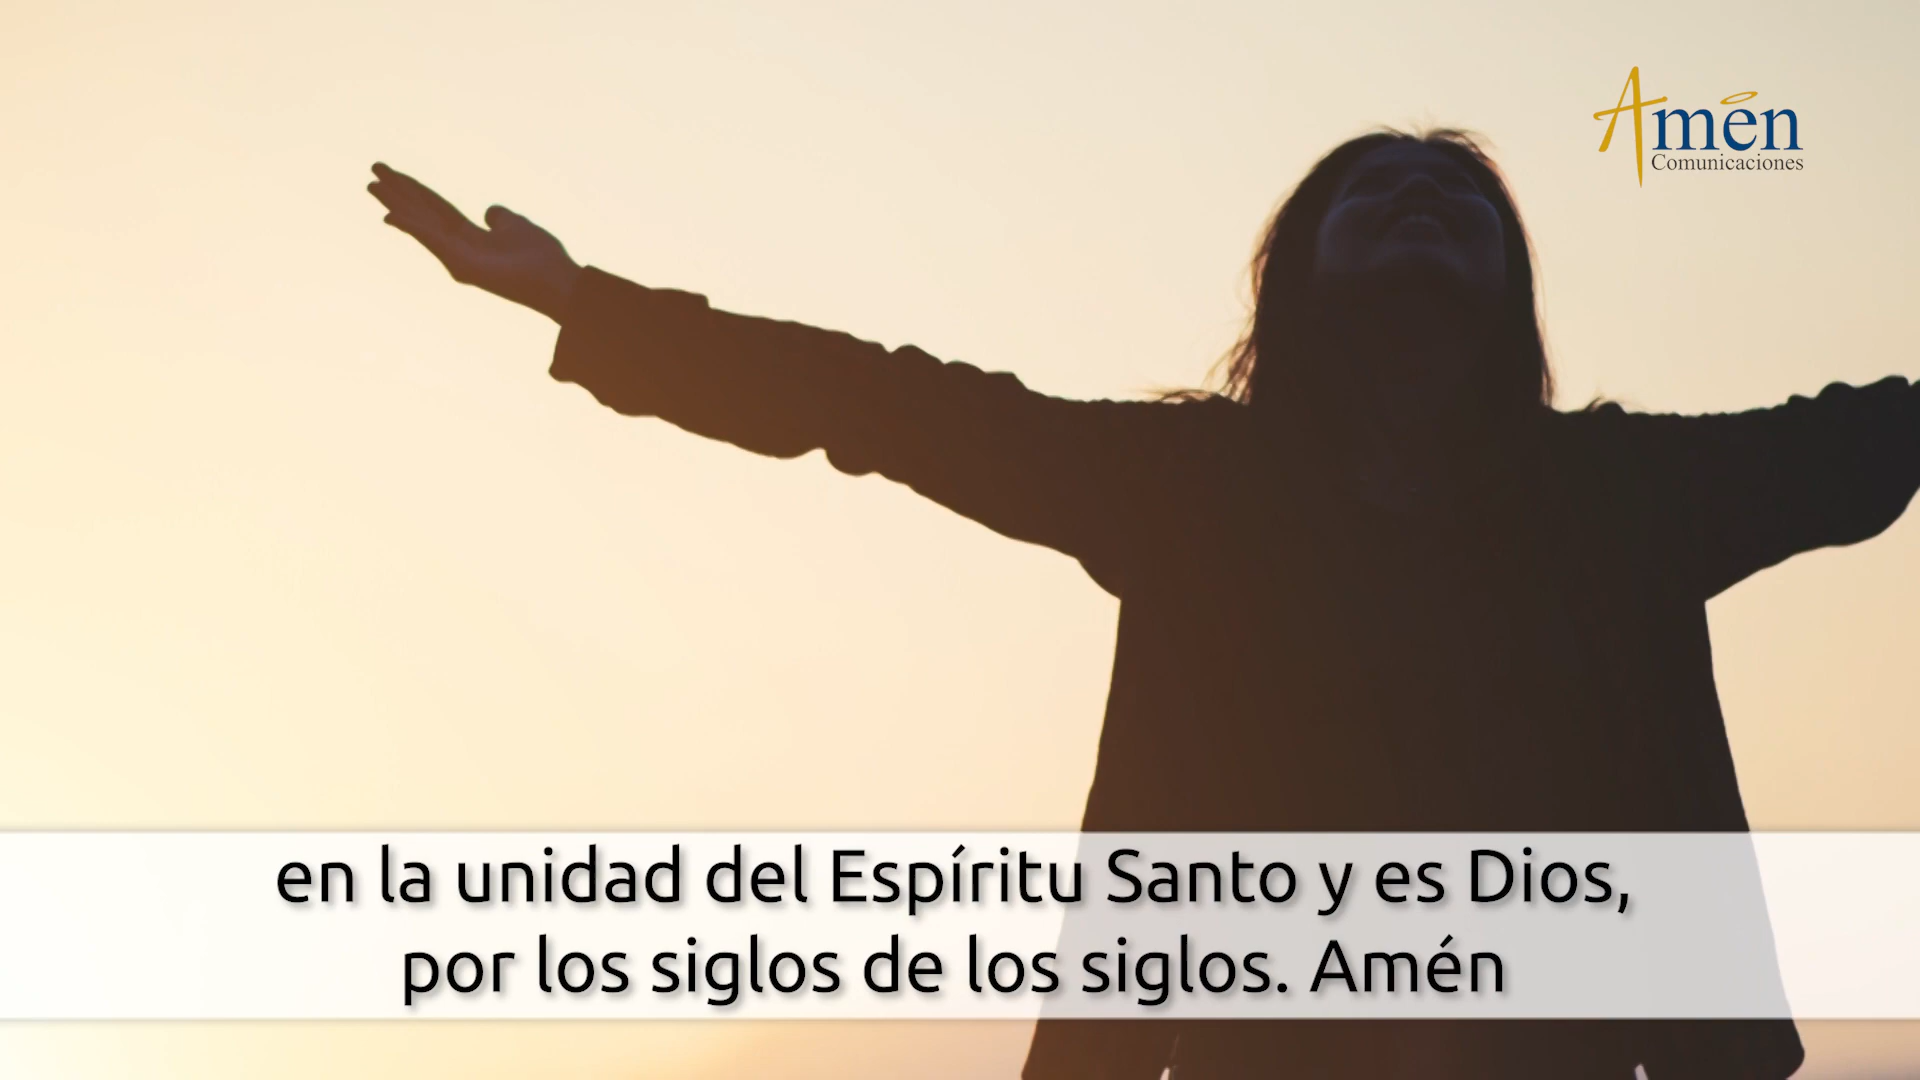 Amén
Comunicaciones
en la unidad del Espíritu Santo y es Dios,
por los siglos de los siglos. Amén